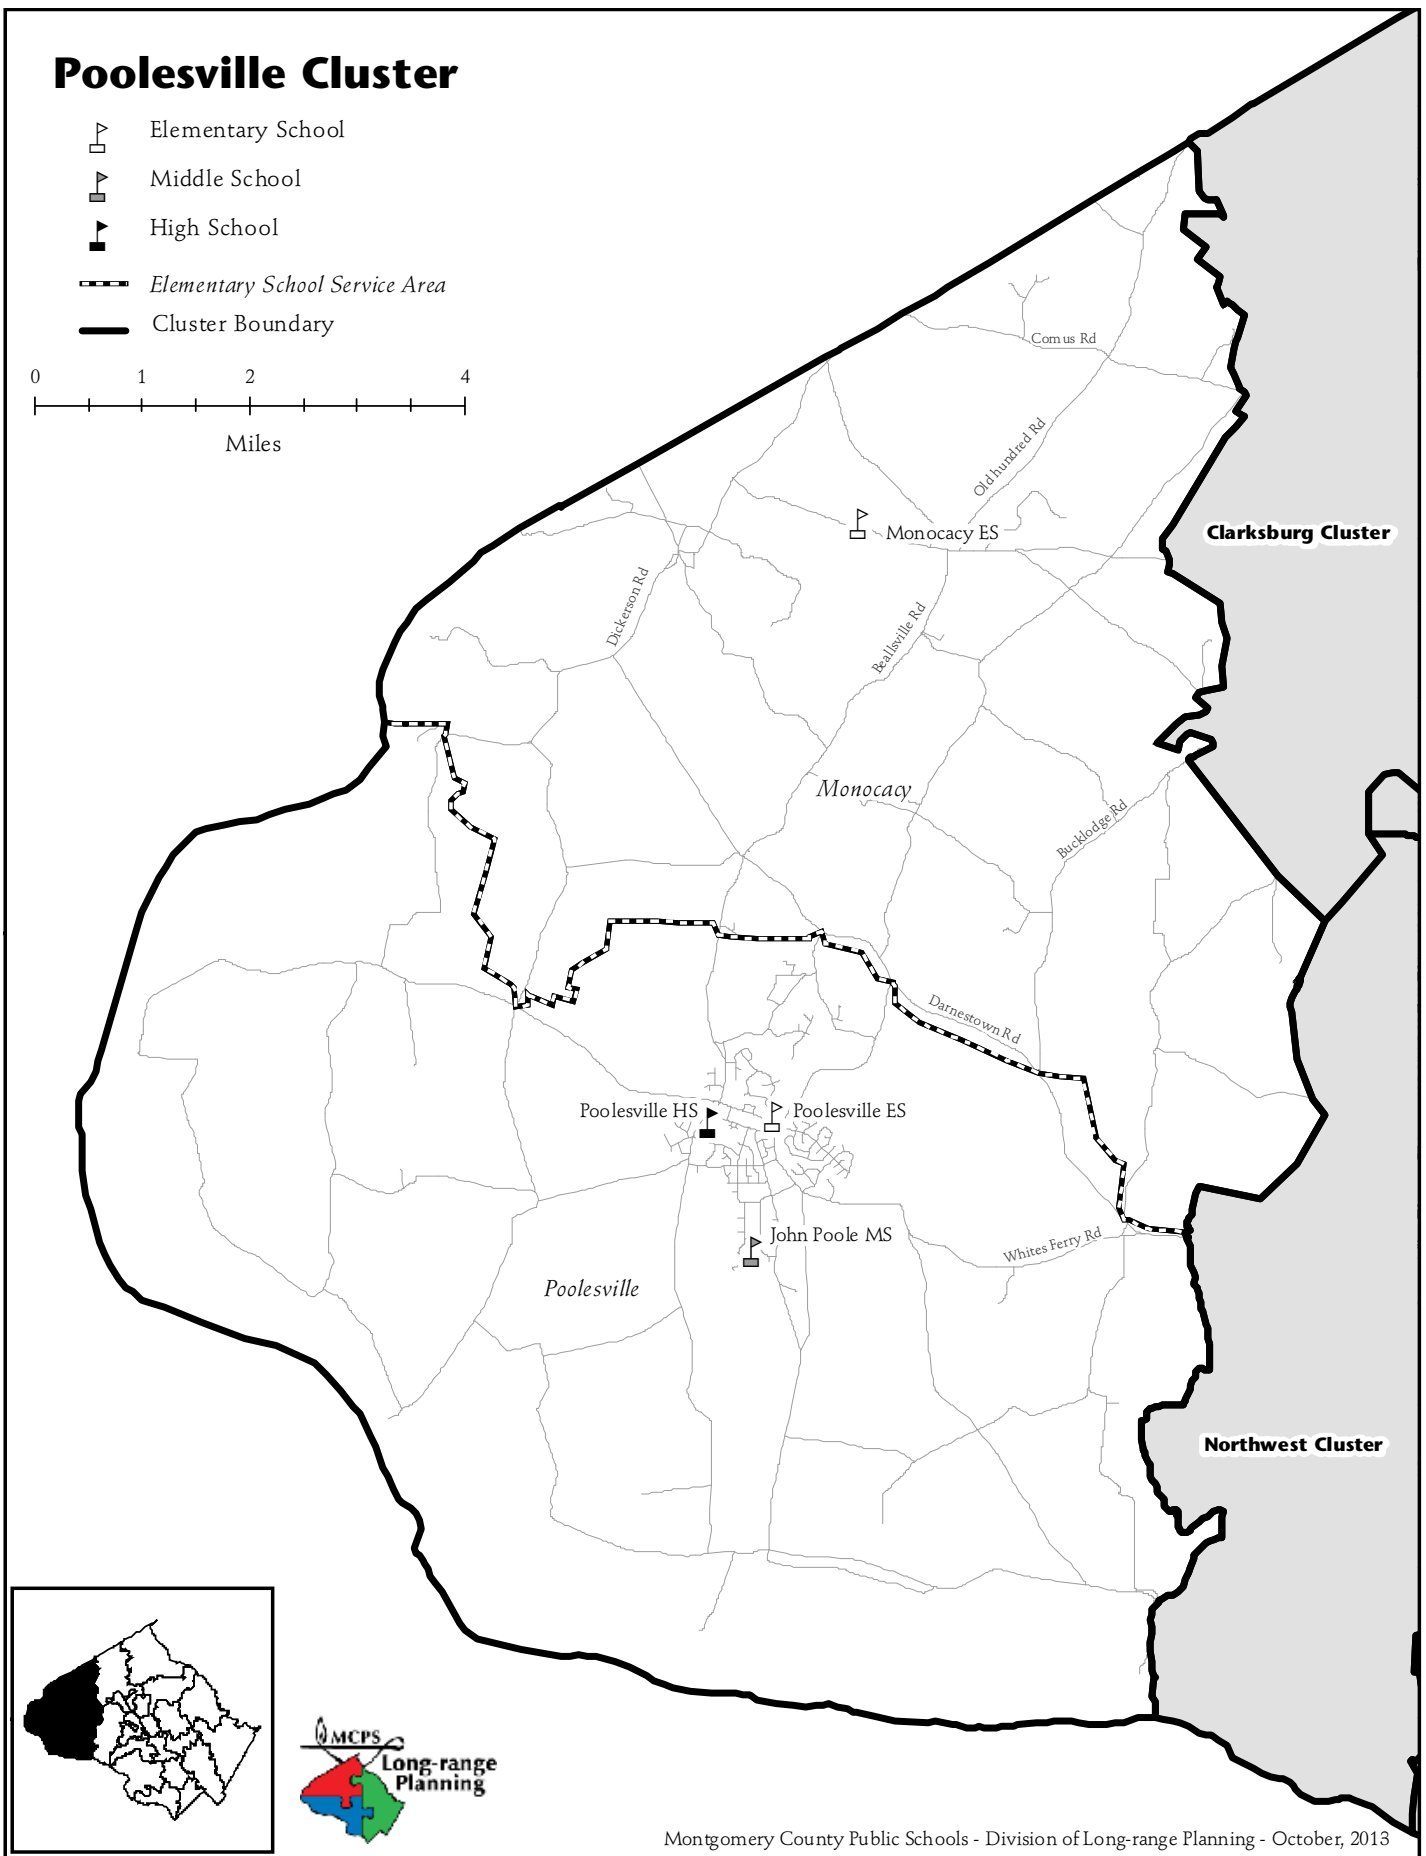 Poolesville Cluster
Elementary School
Middle School
High School
Elementary School Service Area
Cluster Boundary
0 1 2 4
Miles
Comus Rd
Old hundred Rd
Monocacy ES
Clarksburg Cluster
Dickerson Rd
Beallsville Rd
Monocacy
Bucklodge Rd
Darnestown Rd
Poolesville HS
Poolesville ES
John Poole MS
Whites Ferry Rd
Poolesville
Northwest Cluster
MCPS
Long-range
Planning
Montgomery County Public Schools - Division of Long-range Planning - October, 2013